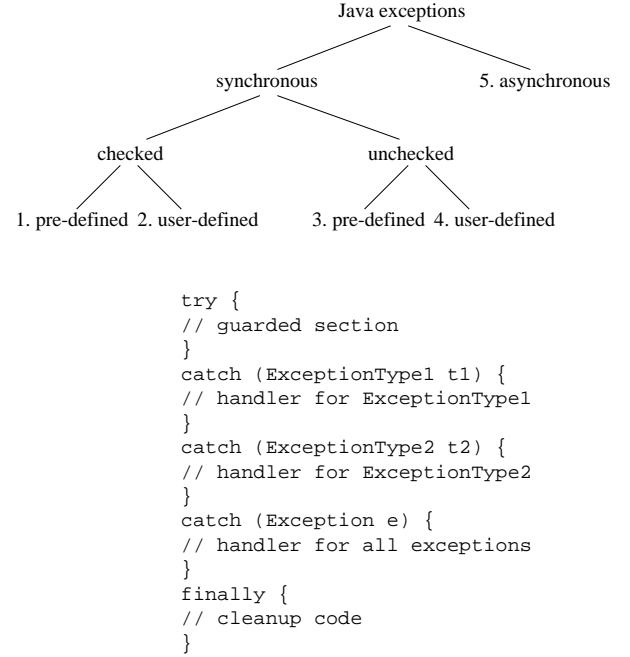 Java exceptions
synchronous 5. asynchronous
checked unchecked
1. pre-defined 2. user-defined 3. pre-defined 4. user-defined
try {
// guarded section
}
catch (ExceptionType1 t1) {
// handler for ExceptionType1
}
catch (ExceptionType2 t2) {
// handler for ExceptionType2
}
catch (Exception e) {
// handler for all exceptions
}
finally {
// cleanup code
}